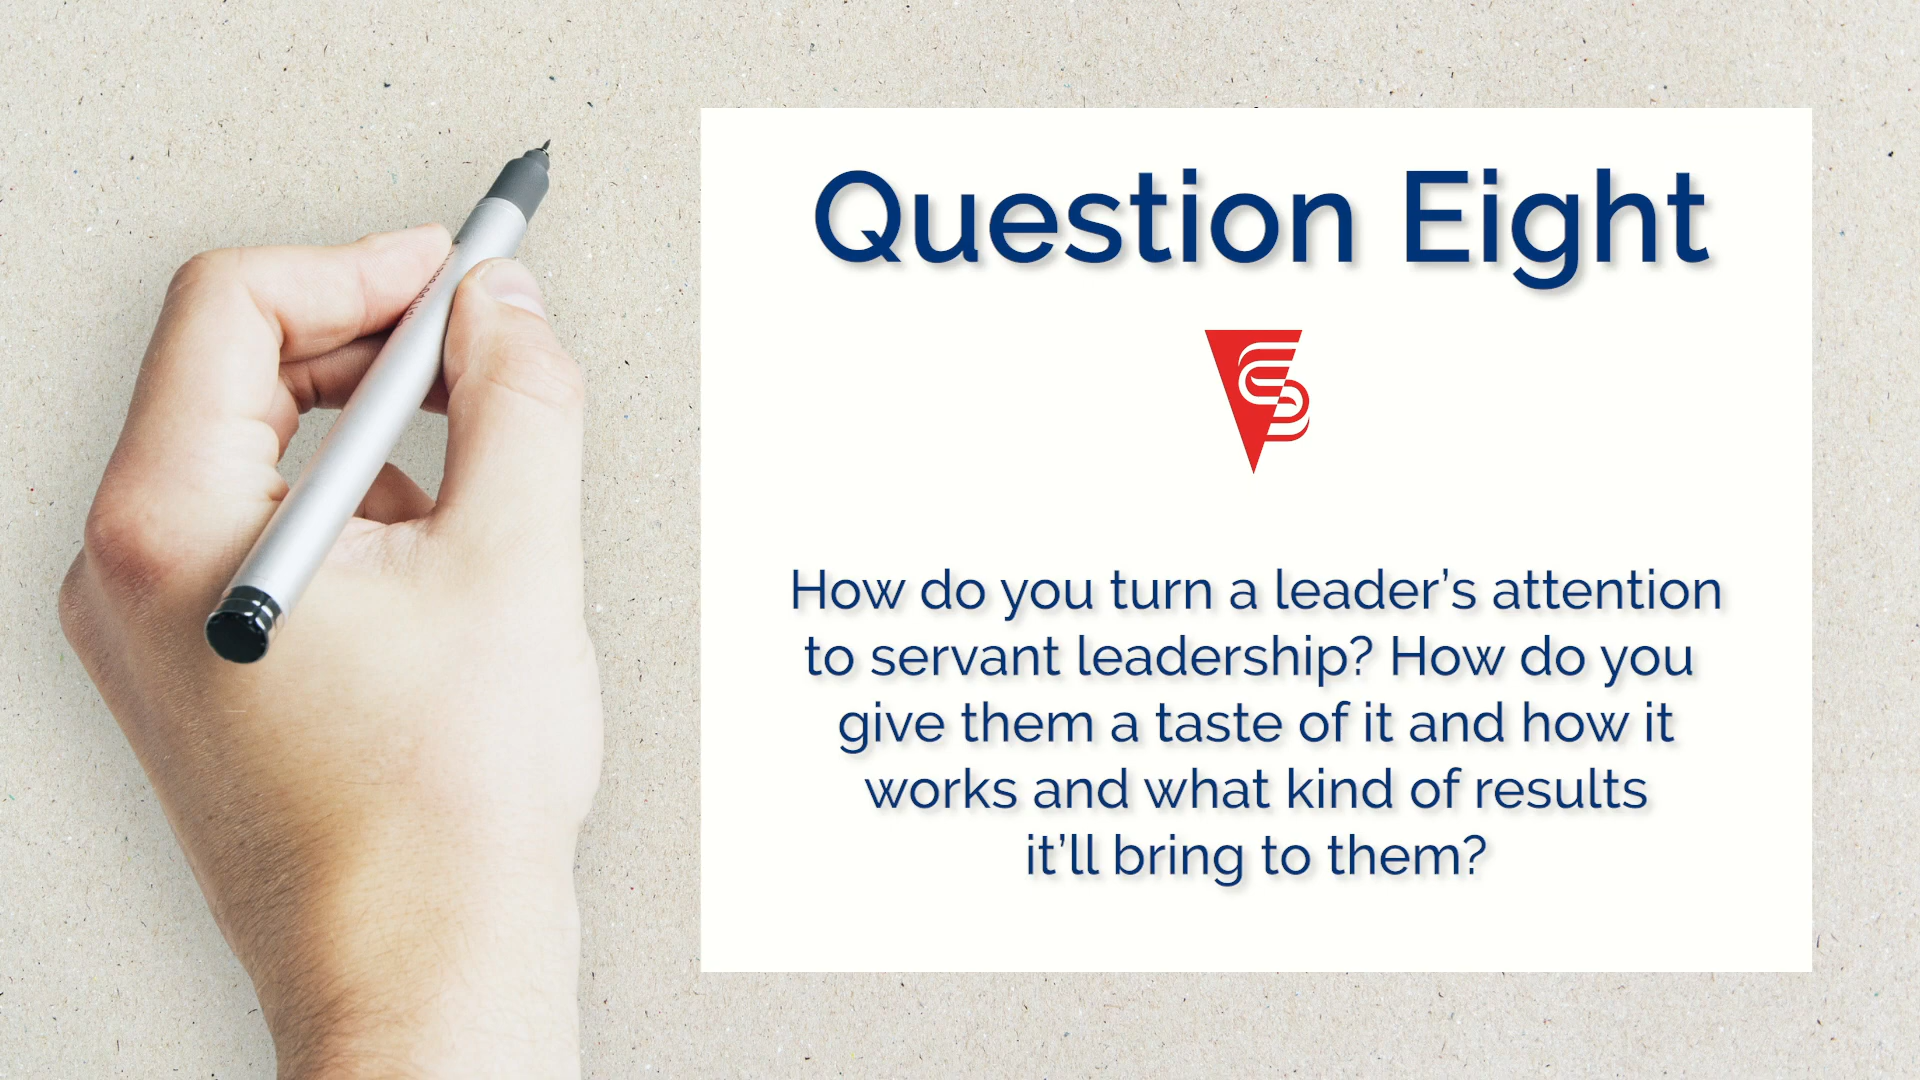 Question Eight
How do you turn a leader’s attention
to servant leadership? How do you
give them a taste of it and how it
works and what kind of results
it’ll bring to them?